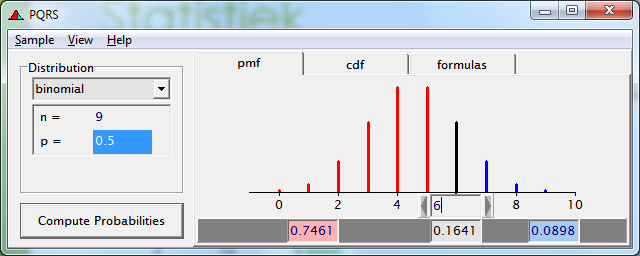 Statistiek
PQRS
Sample View Help
Distribution
binomial
n = 9
p = 0.5
Compute Probabilities
pmf cdf formulas
0 2 4 6 8 10
0.7461 0.1641 0.0898